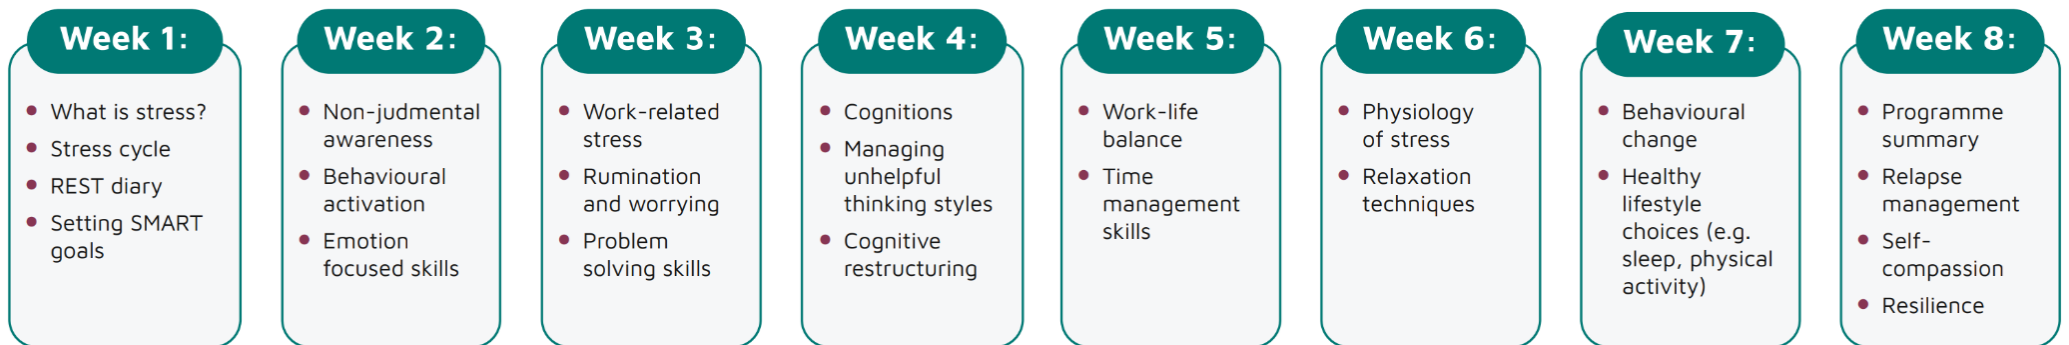 Week 1:
• What is stress?
• Stress cycle
• REST diary
• Setting SMART
goals
Week 2:
• Non-judmental
awareness
• Behavioural
activation
• Emotion
focused skills
Week 3:
• Work-related
stress
• Rumination
and worrying
• Problem
solving skills
Week 4:
• Cognitions
• Managing
unhelpful
thinking styles
• Cognitive
restructuring
Week 5:
• Work-life
balance
• Time
management
skills
Week 6:
• Physiology
of stress
• Relaxation
techniques
Week 7:
• Behavioural
change
• Healthy
lifestyle
choices (e.g.
sleep, physical
activity)
Week 8:
• Programme
summary
• Relapse
management
• Self-
compassion
• Resilience